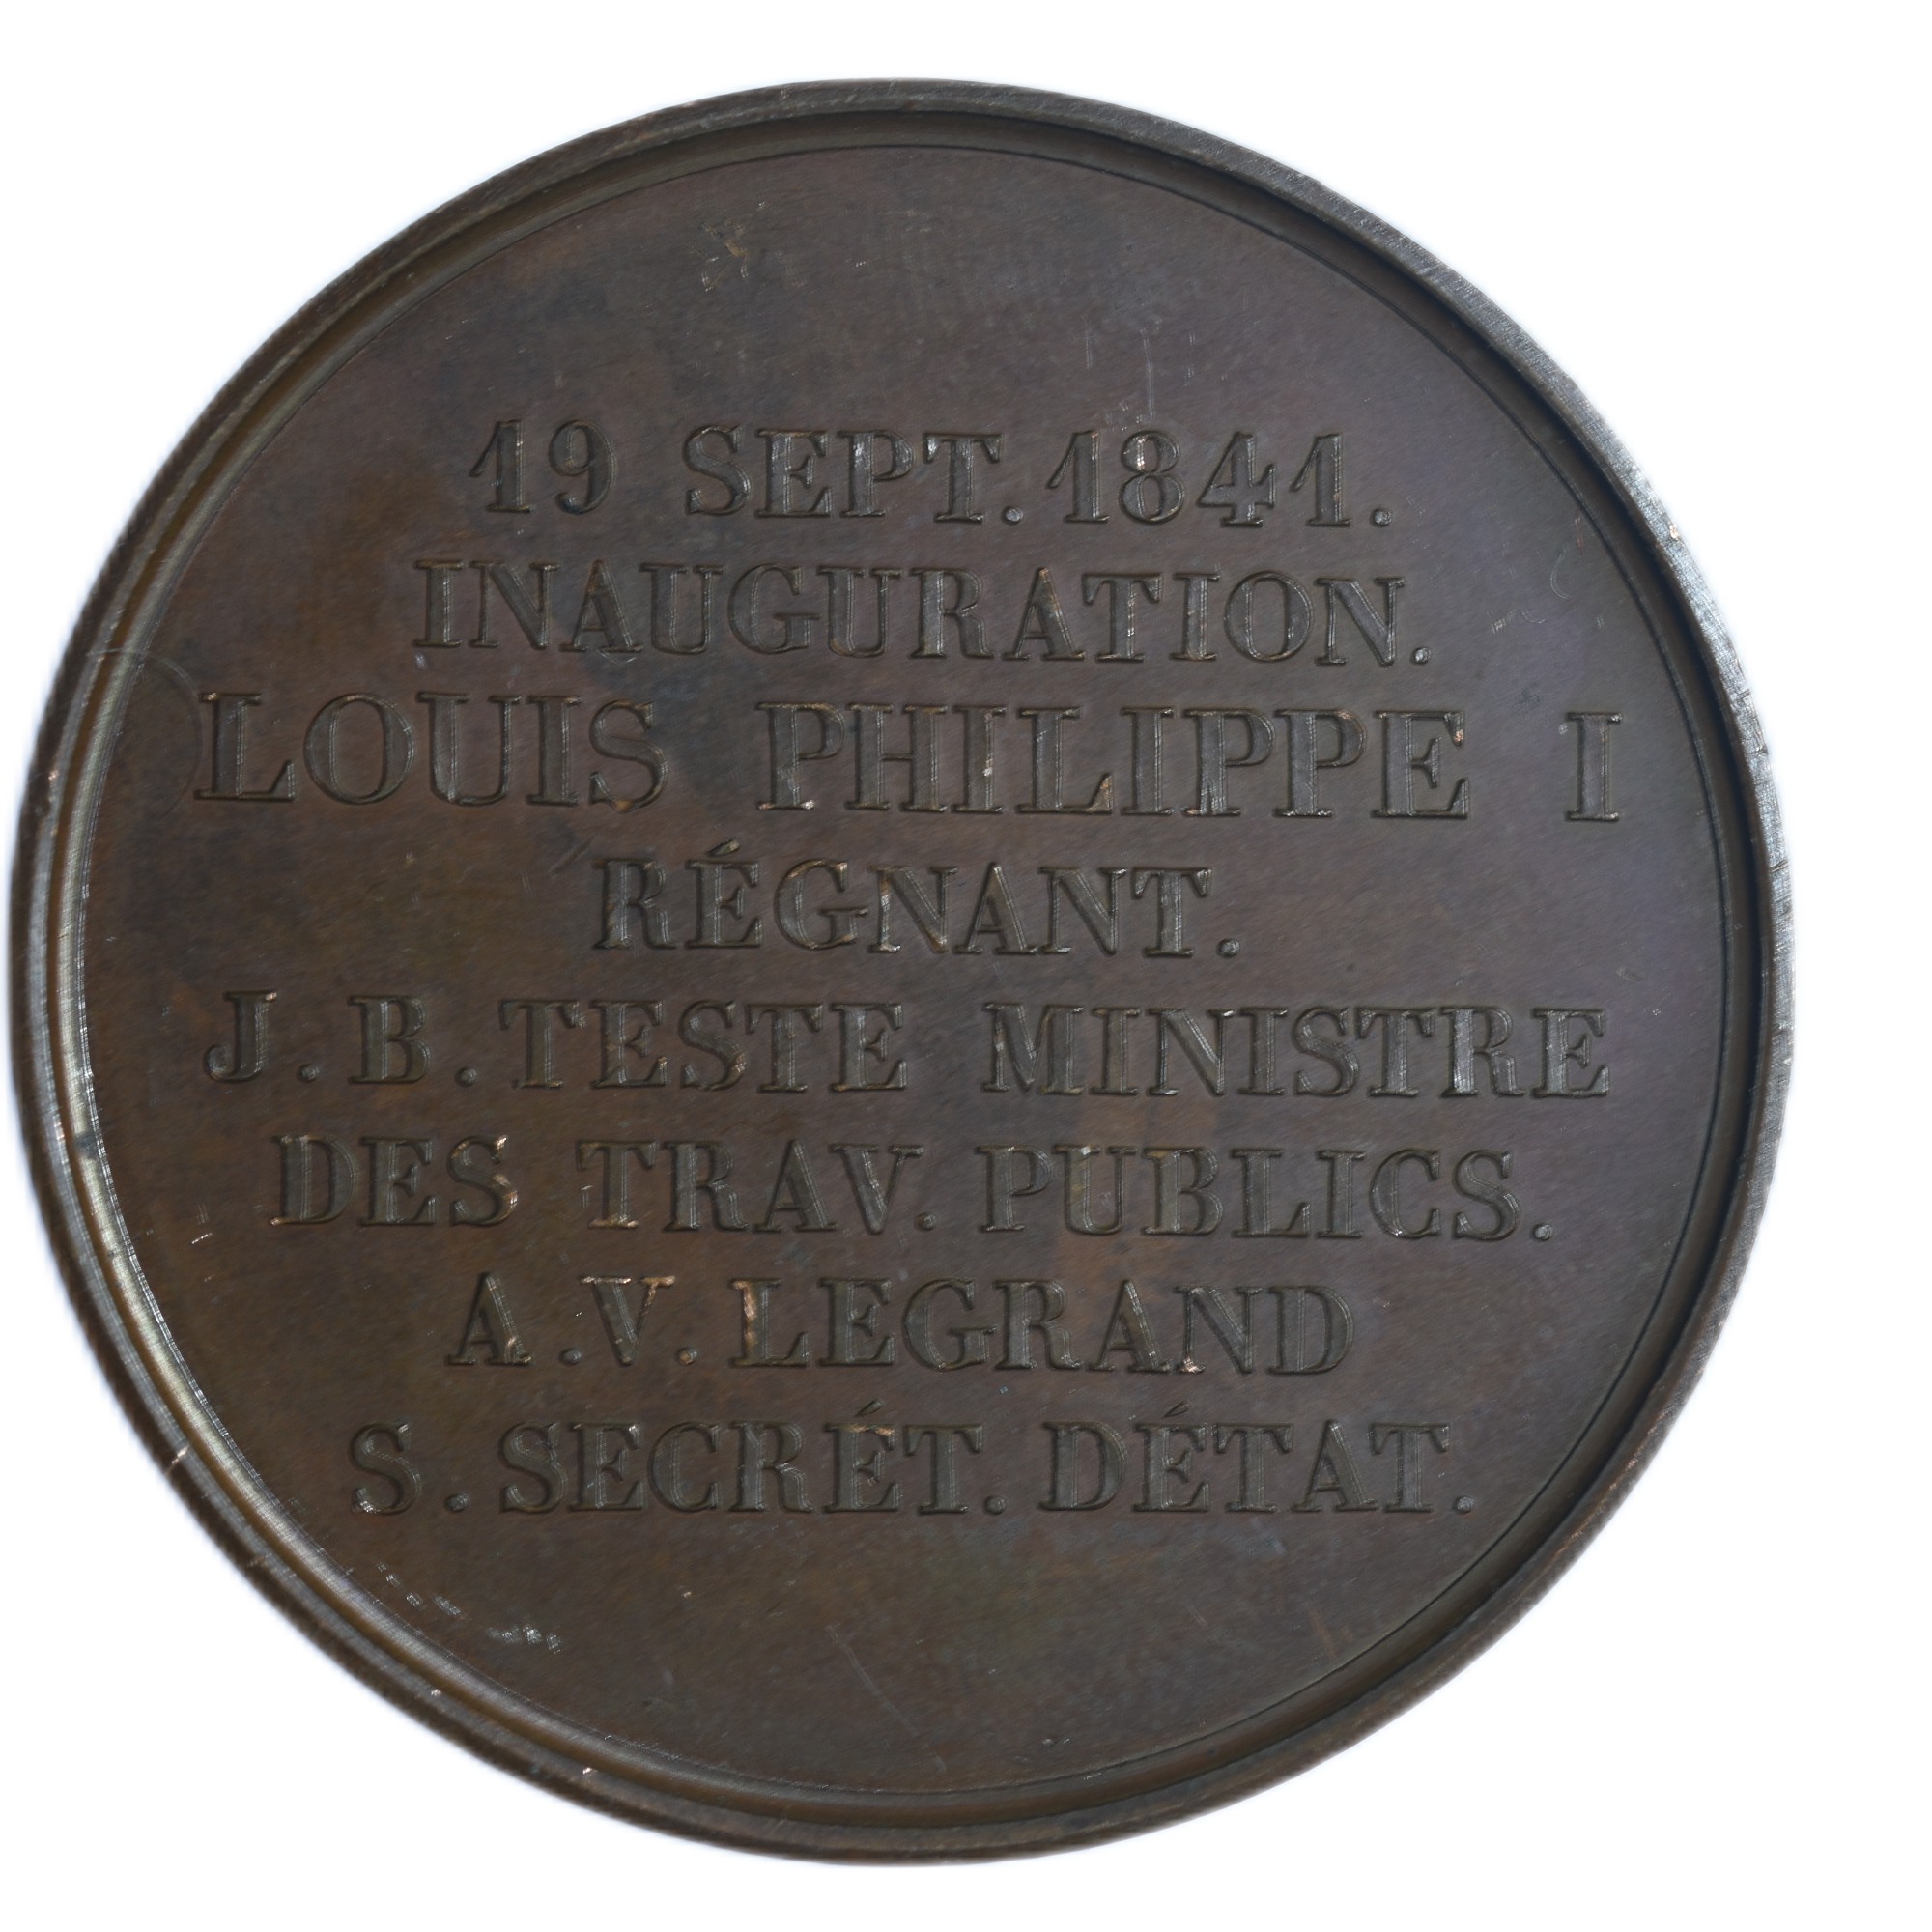 19 SEPT. 1841.
INAUGURATION.
LOUIS PHILIPPE I
RÉGNANT.
J. B. TESTE MINISTRE
DES TRAV. PUBLICS.
A. V. LEGRAND
S. SECRÉT. DÉTAT.